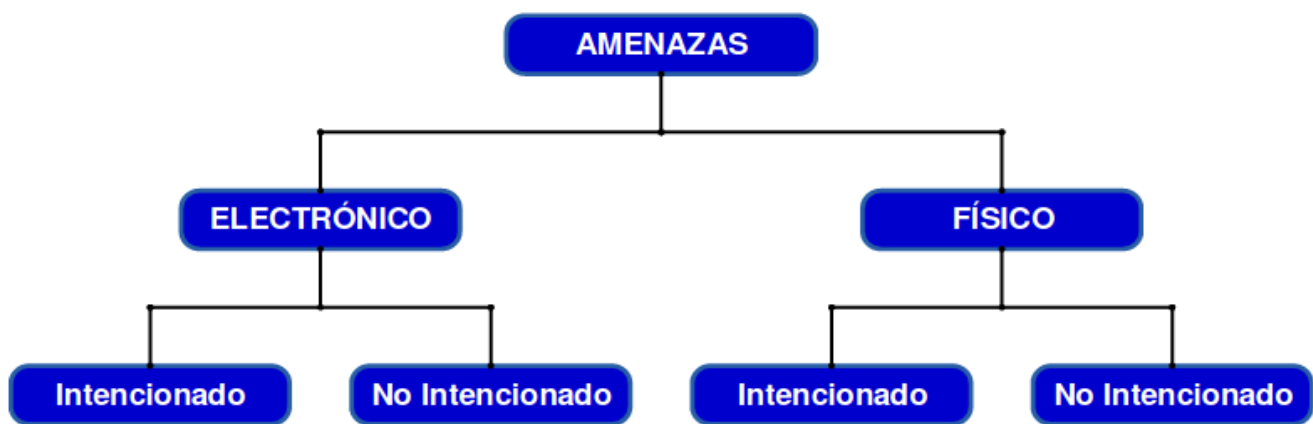 AMENAZAS
ELECTRÓNICO
FÍSICO
Intencionado
No Intencionado
Intencionado
No Intencionado